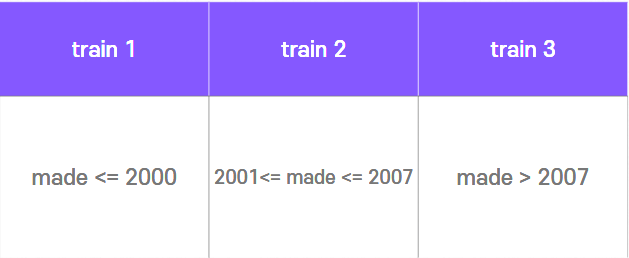 train 1
train 2
train 3
made <= 2000
2001<= made <= 2007
made > 2007